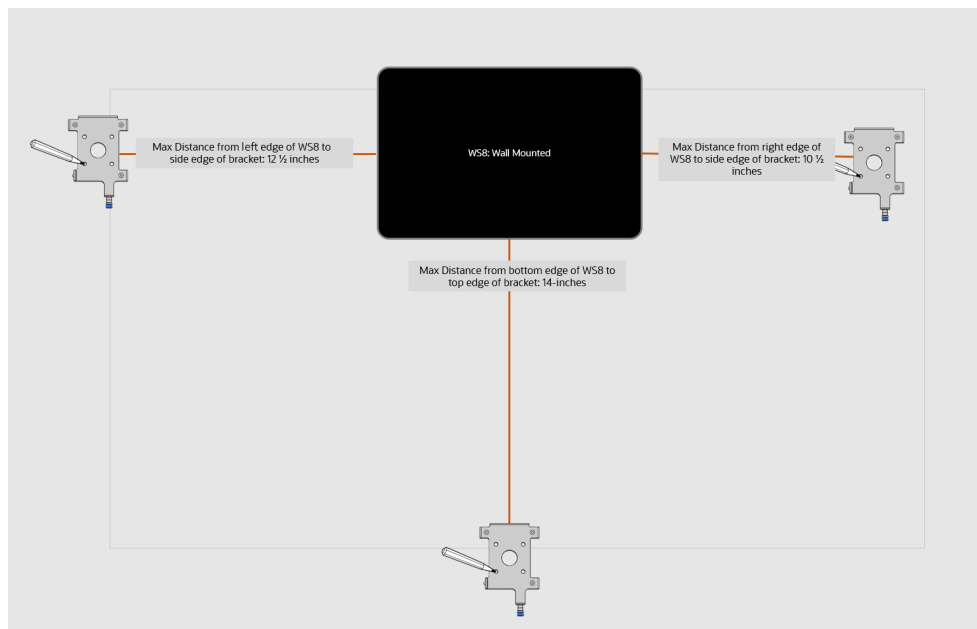 WS8: Wall Mounted
Max Distance from left edge of WS8 to
side edge of bracket: 12 ½ inches
Max Distance from right edge of
WS8 to side edge of bracket: 10 ½
inches
Max Distance from bottom edge of WS8 to
top edge of bracket: 14-inches